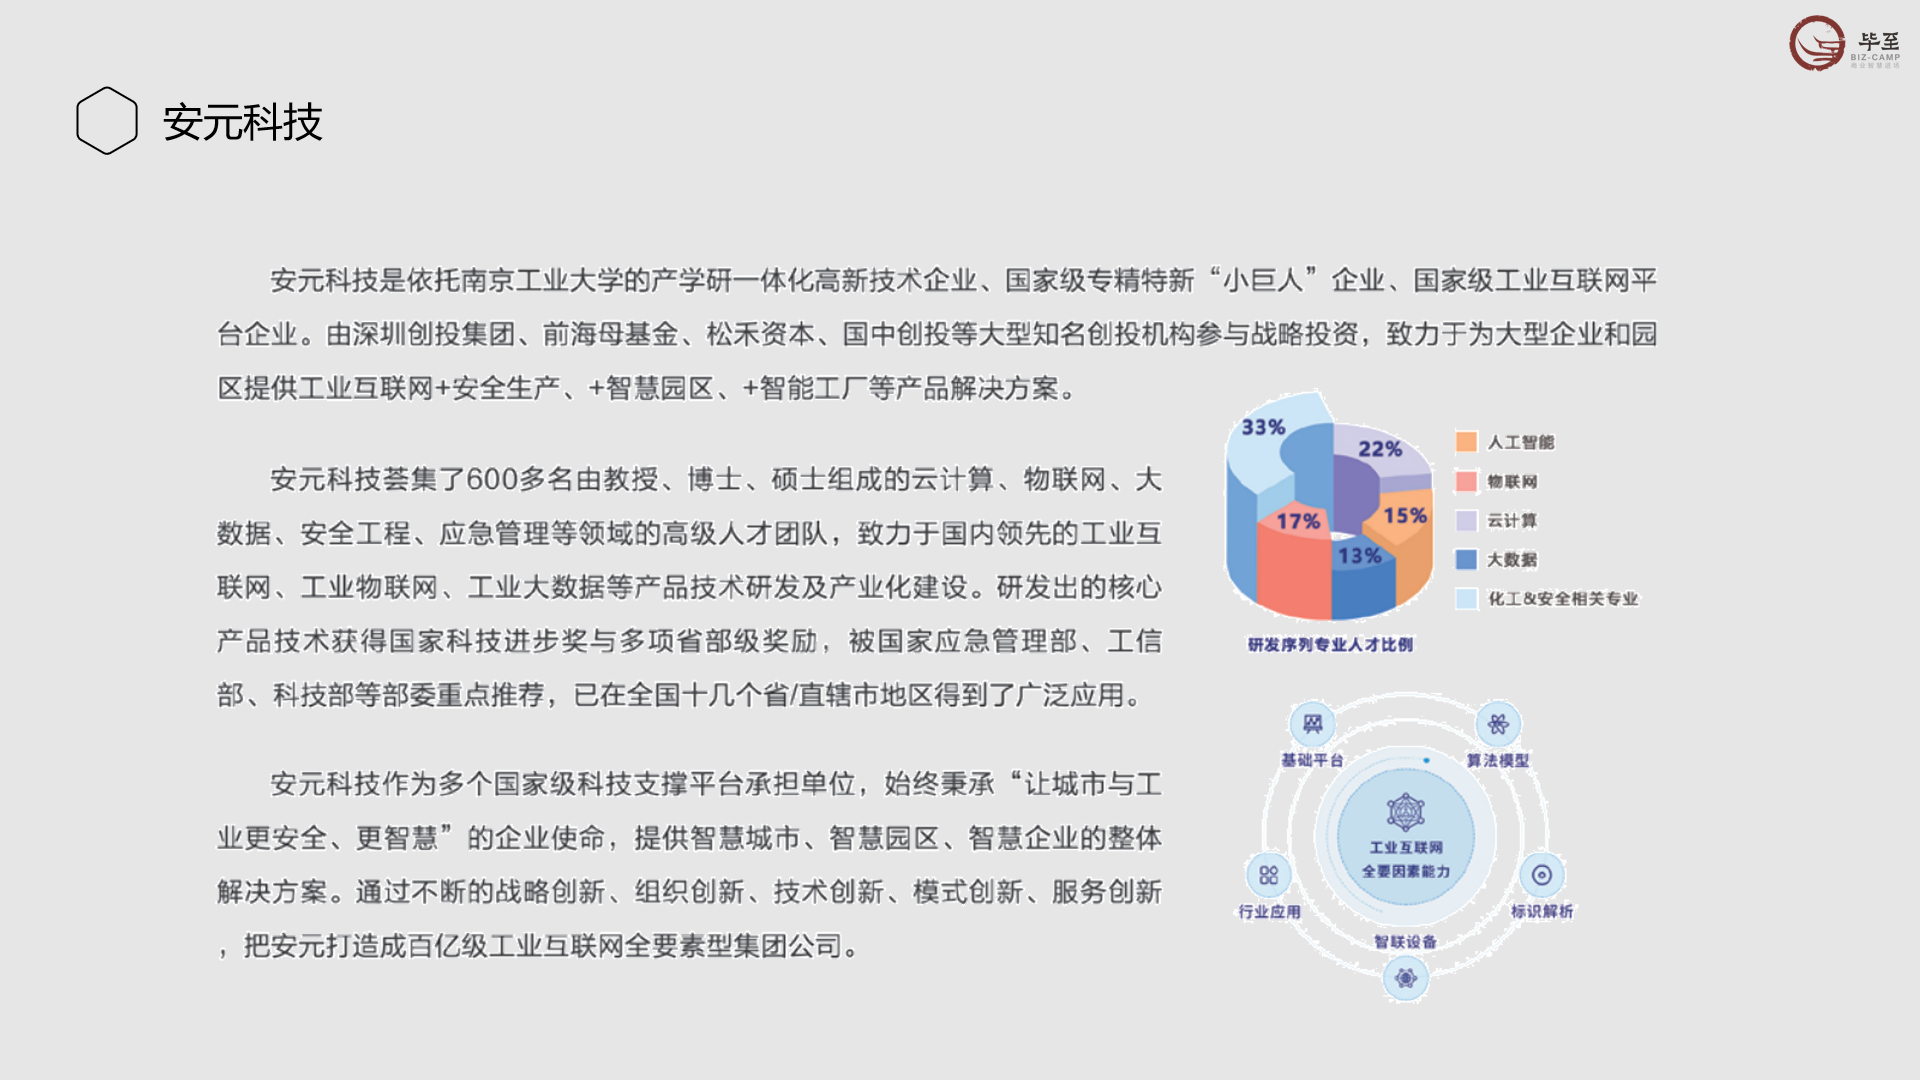 毕至
BIZ-CAMP
安元科技
安元科技是依托南京工业大学的产学研一体化高新技术企业、国家级专精特新“小巨人”企业、国家级工业互联网平
台企业。由深圳创投集团、前海母基金、松禾资本、国中创投等大型知名创投机构参与战略投资，致力于为大型企业和园
区提供工业互联网+安全生产、+智慧园区、+智能工厂等产品解决方案。
安元科技荟集了600多名由教授、博士、硕士组成的云计算、物联网、大
数据、安全工程、应急管理等领域的高级人才团队，致力于国内领先的工业互
联网、工业物联网、工业大数据等产品技术研发及产业化建设。研发出的核心
产品技术获得国家科技进步奖与多项省部级奖励，被国家应急管理部、工信
部、科技部等部委重点推荐，已在全国十几个省/直辖市地区得到了广泛应用。
安元科技作为多个国家级科技支撑平台承担单位，始终秉承“让城市与工
业更安全、更智慧”的企业使命，提供智慧城市、智慧园区、智慧企业的整体
解决方案。通过不断的战略创新、组织创新、技术创新、模式创新、服务创新
，把安元打造成百亿级工业互联网全要素型集团公司。
33%
22%
15%
17%
13%
人工智能
物联网
云计算
大数据
化工&安全相关专业
研发序列专业人才比例
基础平台
算法模型
工业互联网
全要因素能力
行业应用
标识解析
智联设备